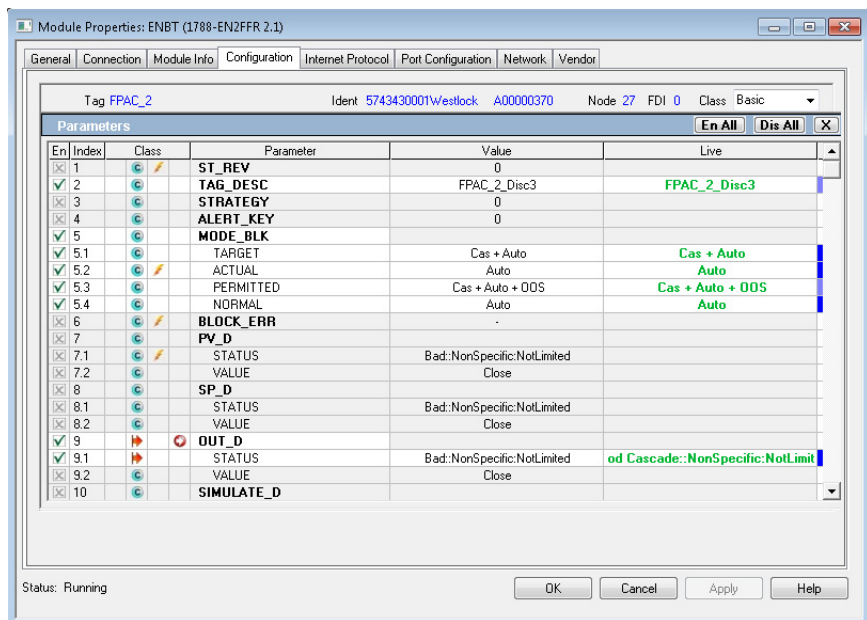 Module Properties: ENBT (1788-EN2FFR 2.1)
General Connection Module Info Configuration Internet Protocol Port Configuration Network Vendor
Tag FPAC_2 Ident 5743430001Westlock A00000370 Node 27 FDI 0 Class Basic
Parameters En All Dis All X
En Index Class Parameter Value Live
1 ST_REV 0
2 TAG_DESC FPAC_2_Disc3 FPAC_2_Disc3
3 STRATEGY 0
4 ALERT_KEY 0
5 MODE_BLK
5.1 TARGET Cas + Auto Cas + Auto
5.2 ACTUAL Auto Auto
5.3 PERMITTED Cas + Auto + OOS Cas + Auto + OOS
5.4 NORMAL Auto Auto
6 BLOCK_ERR -
7 PV_D
7.1 STATUS Bad::NonSpecific:NotLimited
7.2 VALUE Close
8 SP_D
8.1 STATUS Bad::NonSpecific:NotLimited
8.2 VALUE Close
9 OUT_D
9.1 STATUS Bad::NonSpecific:NotLimited od Cascade::NonSpecific:NotLimit
9.2 VALUE Close
10 SIMULATE_D
Status: Running OK Cancel Apply Help